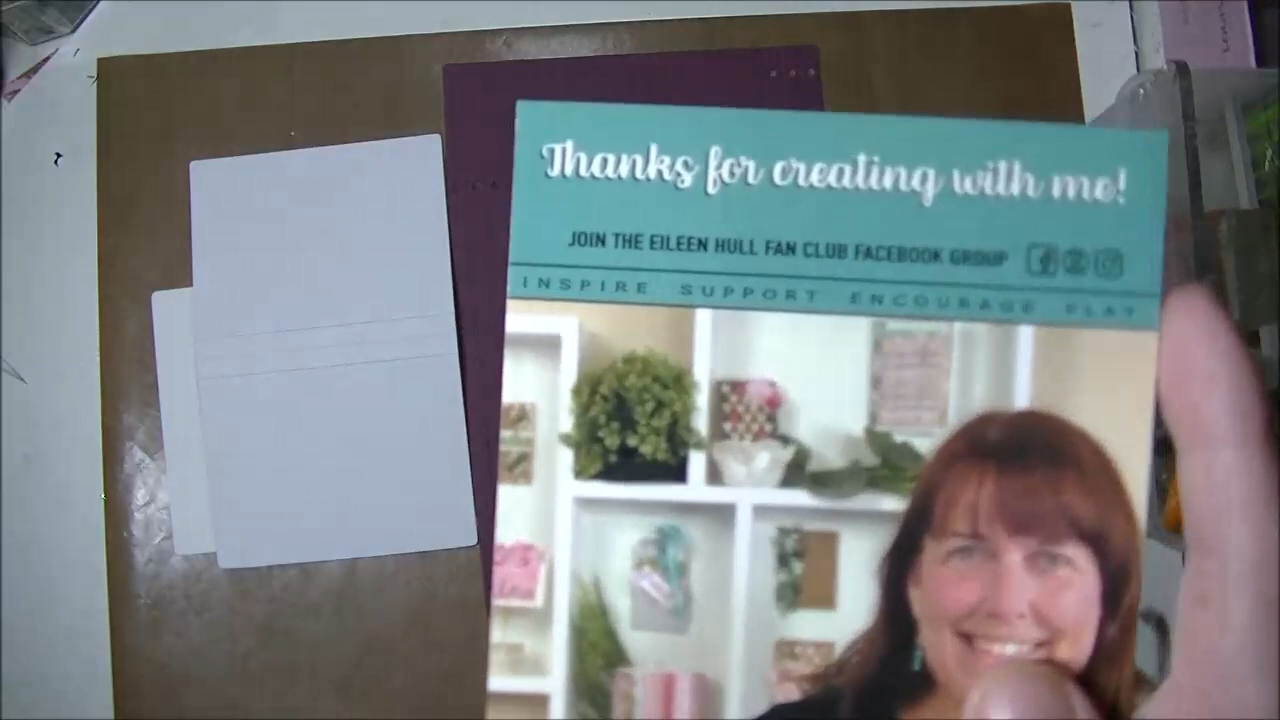 Thanks for creating with me!
JOIN THE EILEEN HULL FAN CLUB FACEBOOK GROUP
INSPIRE SUPPORT ENCOURAGE PLAY